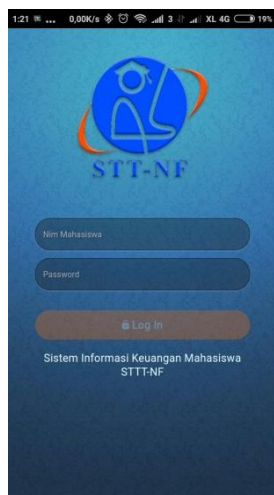 1:21 ... 0,00K/s 3 XL 4G 19%
STT-NF
Nim Mahasiswa
Password
Log In
Sistem Informasi Keuangan Mahasiswa
STTT-NF